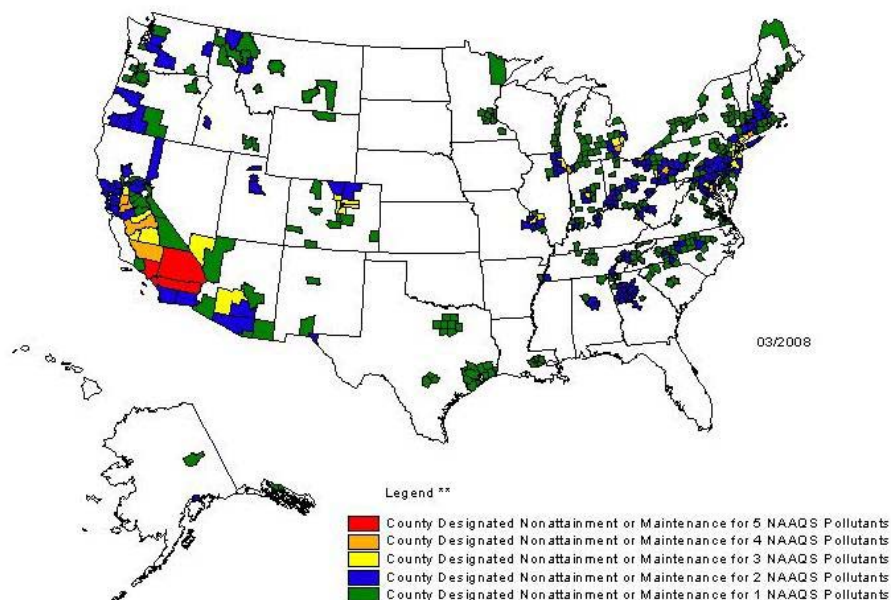 03/2008
Legend **
County Designated Nonattainment or Maintenance for 5 NAAQS Pollutants
County Designated Nonattainment or Maintenance for 4 NAAQS Pollutants
County Designated Nonattainment or Maintenance for 3 NAAQS Pollutants
County Designated Nonattainment or Maintenance for 2 NAAQS Pollutants
County Designated Nonattainment or Maintenance for 1 NAAQS Pollutants